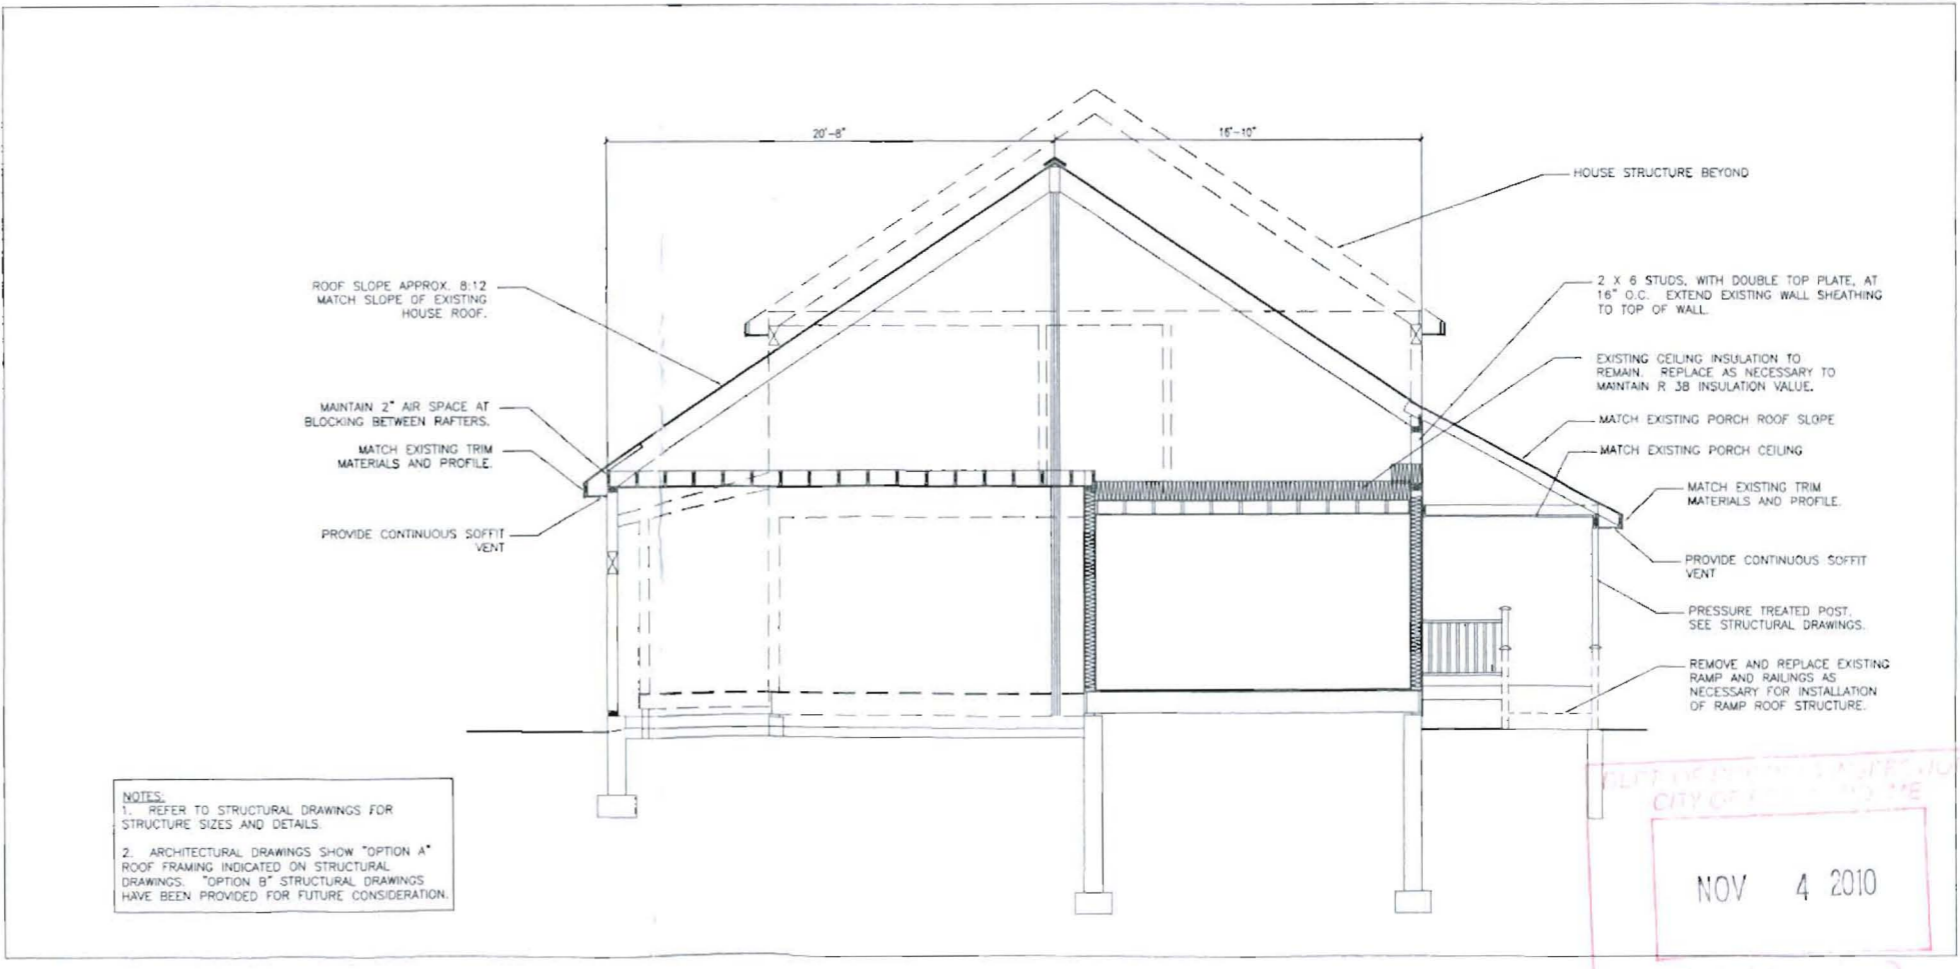 20'-8"
16'-10"
HOUSE STRUCTURE BEYOND
ROOF SLOPE APPROX. 8:12
MATCH SLOPE OF EXISTING
HOUSE ROOF.
2 X 6 STUDS, WITH DOUBLE TOP PLATE, AT
16" O.C. EXTEND EXISTING WALL SHEATHING
TO TOP OF WALL.
EXISTING CEILING INSULATION TO
REMAIN. REPLACE AS NECESSARY TO
MAINTAIN R 38 INSULATION VALUE.
MAINTAIN 2" AIR SPACE AT
BLOCKING BETWEEN RAFTERS.
MATCH EXISTING PORCH ROOF SLOPE
MATCH EXISTING TRIM
MATERIALS AND PROFILE.
MATCH EXISTING PORCH CEILING
MATCH EXISTING TRIM
MATERIALS AND PROFILE.
PROVIDE CONTINUOUS SOFFIT
VENT
PROVIDE CONTINUOUS SOFFIT
VENT
PRESSURE TREATED POST.
SEE STRUCTURAL DRAWINGS.
REMOVE AND REPLACE EXISTING
RAMP AND RAILINGS AS
NECESSARY FOR INSTALLATION
OF RAMP ROOF STRUCTURE.
NOTES:
1. REFER TO STRUCTURAL DRAWINGS FOR
STRUCTURE SIZES AND DETAILS.
2. ARCHITECTURAL DRAWINGS SHOW "OPTION A"
ROOF FRAMING INDICATED ON STRUCTURAL
DRAWINGS. "OPTION B" STRUCTURAL DRAWINGS
HAVE BEEN PROVIDED FOR FUTURE CONSIDERATION.
DEPT. OF
CITY OF
NOV 4 2010